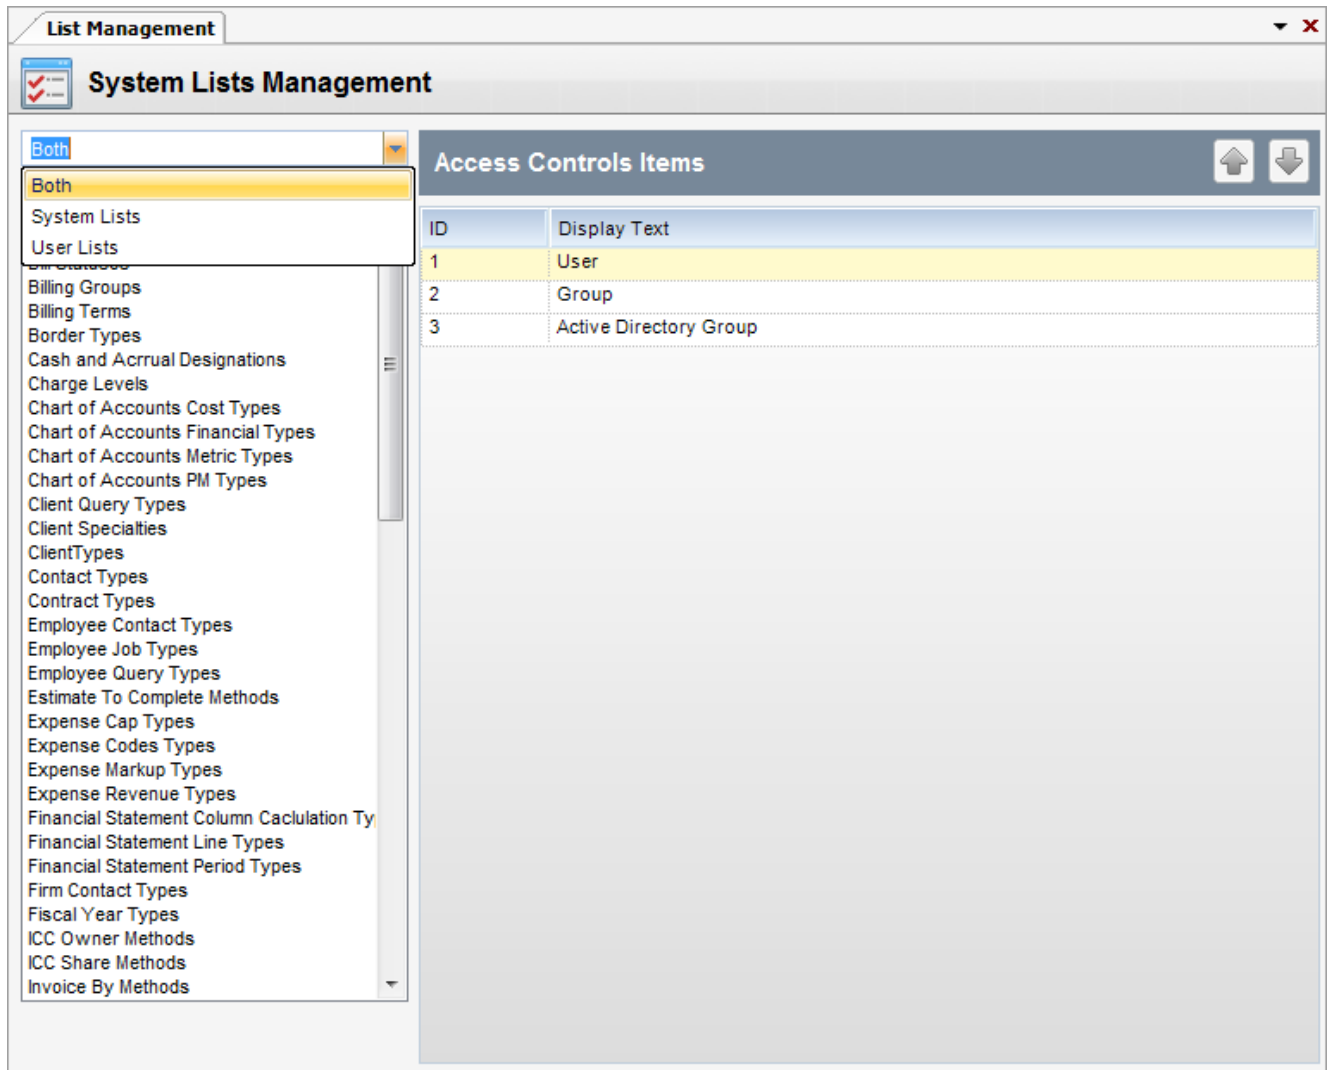 List Management
System Lists Management
Both
Both
System Lists
User Lists
Bill Statuses
Billing Groups
Billing Terms
Border Types
Cash and Acrrual Designations
Charge Levels
Chart of Accounts Cost Types
Chart of Accounts Financial Types
Chart of Accounts Metric Types
Chart of Accounts PM Types
Client Query Types
Client Specialties
ClientTypes
Contact Types
Contract Types
Employee Contact Types
Employee Job Types
Employee Query Types
Estimate To Complete Methods
Expense Cap Types
Expense Codes Types
Expense Markup Types
Expense Revenue Types
Financial Statement Column Caclulation Ty
Financial Statement Line Types
Financial Statement Period Types
Firm Contact Types
Fiscal Year Types
ICC Owner Methods
ICC Share Methods
Invoice By Methods
Access Controls Items
ID Display Text
1 User
2 Group
3 Active Directory Group